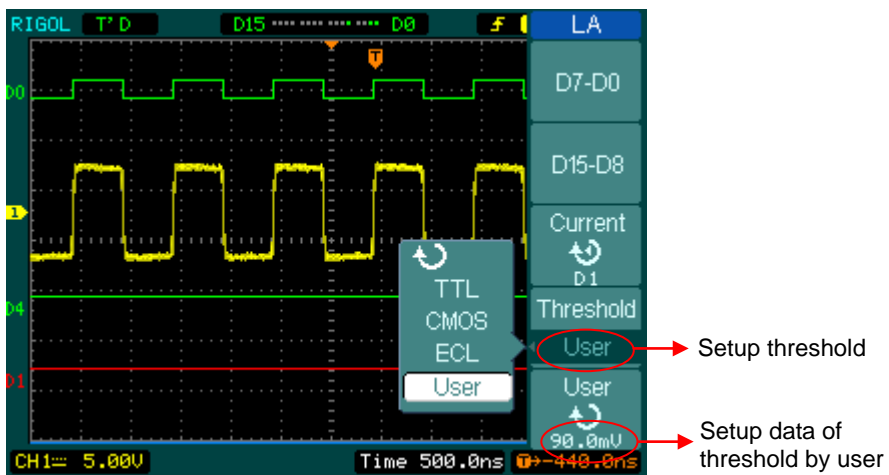 RIGOL T'D D15 D0 LA
D7-D0
D0
D15-D8
1
Current
D1
TTL
CMOS
ECL
User
D4
D1
Threshold
User
User
90.0mV
CH1 5.00V Time 500.0ns T→-440.0ns
T
Setup threshold
Setup data of
threshold by user